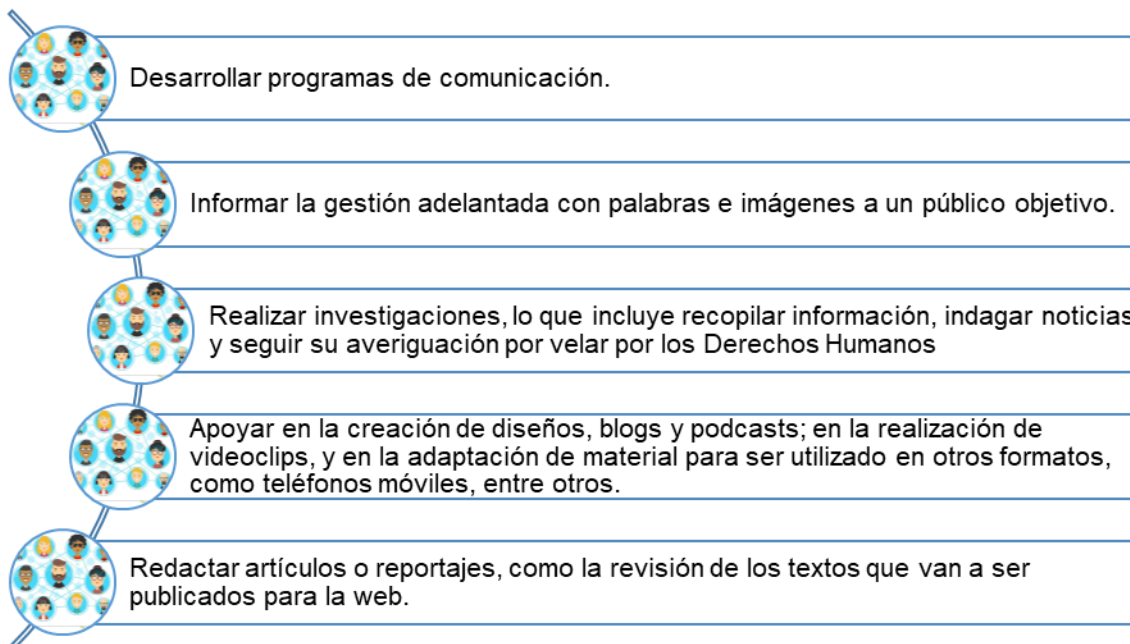 Desarrollar programas de comunicación.
Informar la gestión adelantada con palabras e imágenes a un público objetivo.
Realizar investigaciones, lo que incluye recopilar información, indagar noticias
y seguir su averiguación por velar por los Derechos Humanos
Apoyar en la creación de diseños, blogs y podcasts; en la realización de
videoclips, y en la adaptación de material para ser utilizado en otros formatos,
como teléfonos móviles, entre otros.
Redactar artículos o reportajes, como la revisión de los textos que van a ser
publicados para la web.